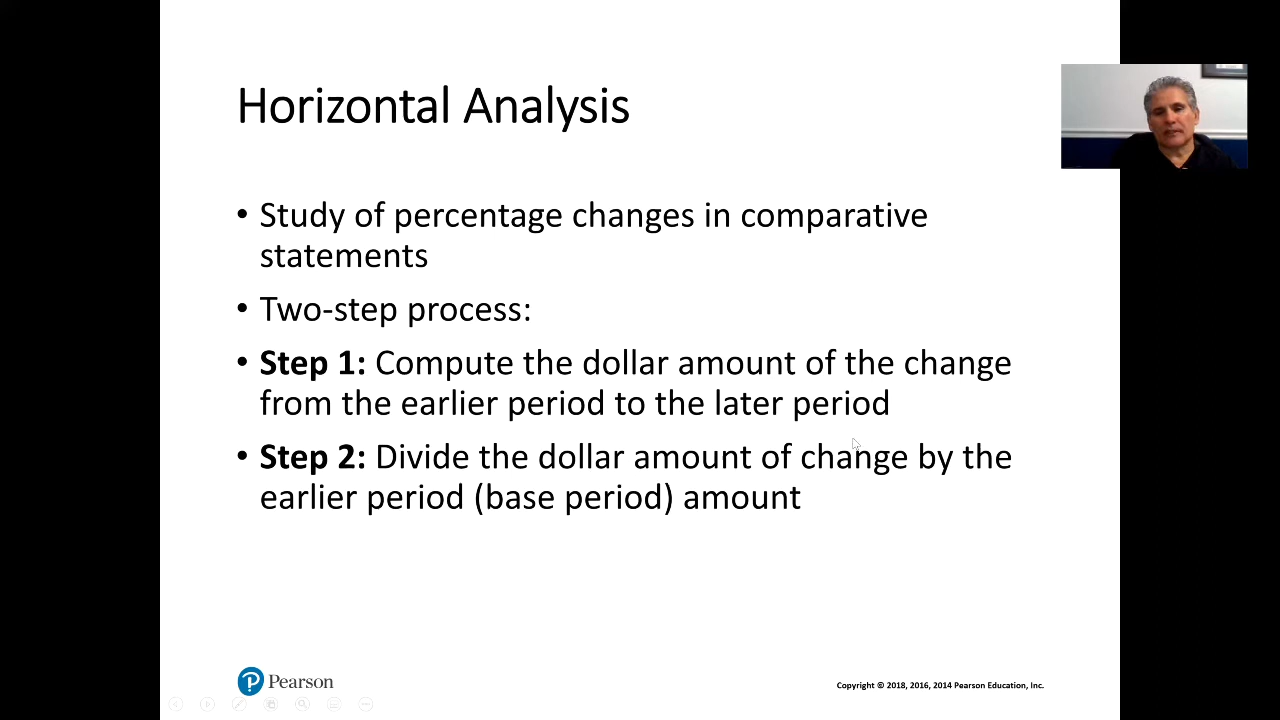 Horizontal Analysis
• Study of percentage changes in comparative
statements
• Two-step process:
• Step 1: Compute the dollar amount of the change
from the earlier period to the later period
• Step 2: Divide the dollar amount of change by the
earlier period (base period) amount
P Pearson
Copyright © 2018, 2016, 2014 Pearson Education, Inc.